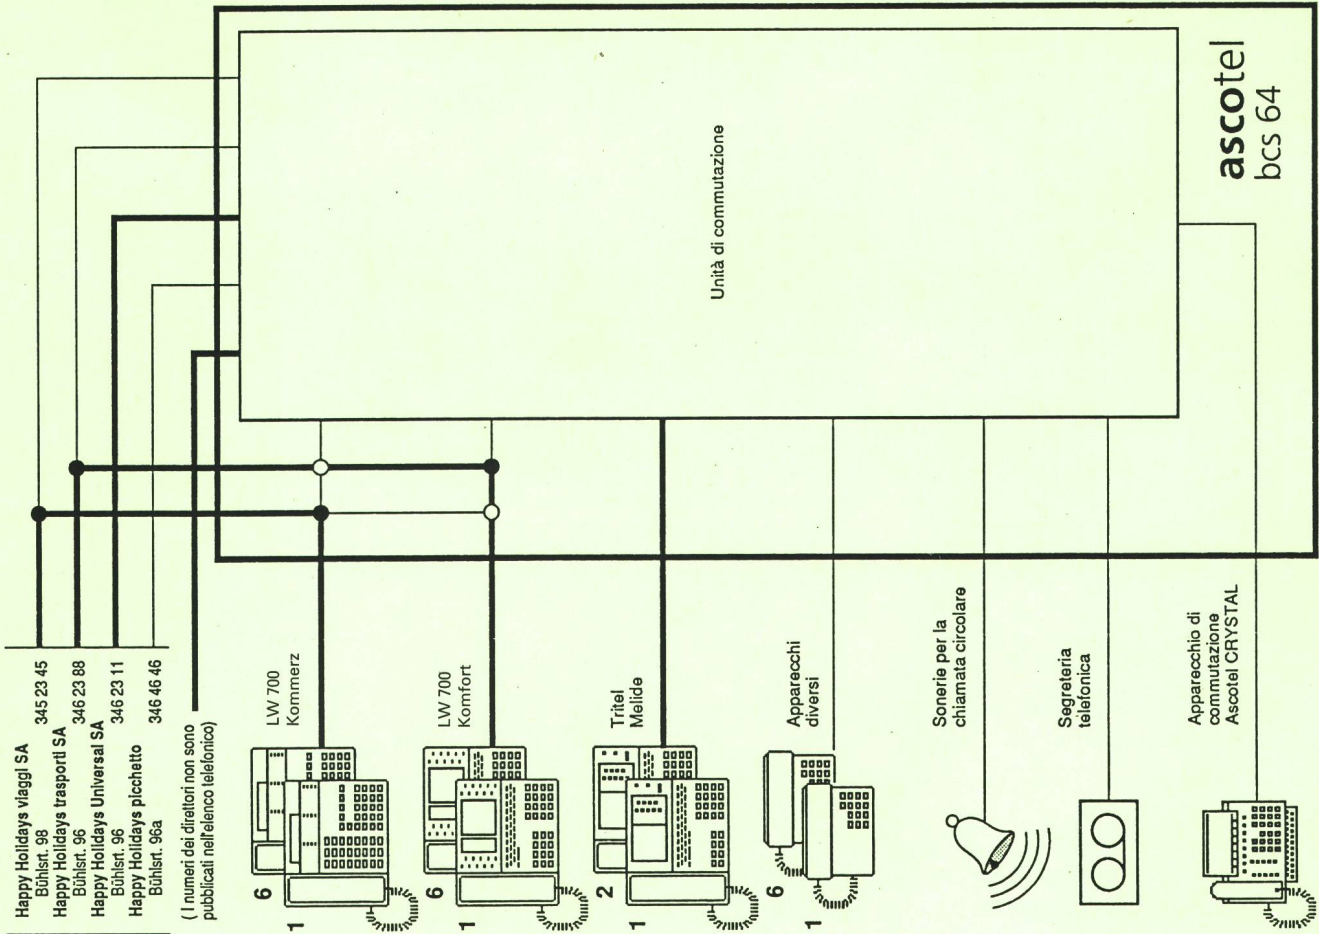 Happy Holidays viaggi SA
Bühlsrt. 98 345 23 45
Happy Holidays trasporti SA
Bühlsrt. 96 346 23 88
Happy Holidays Universal SA
Bühlsrt. 96 346 23 11
Happy Holidays picchetto
Bühlsrt. 96a 346 46 46
( I numeri dei direttori non sono
pubblicati nell'elenco telefonico)
6
1
LW 700
Kommerz
6
1
LW 700
Komfort
2
1
Tritel
Melide
6
1
Apparecchi
diversi
Sonerie per la
chiamata circolare
Segreteria
telefonica
Apparecchio di
commutazione
Ascotel CRYSTAL
Unità di commutazione
ascotel
bcs 64